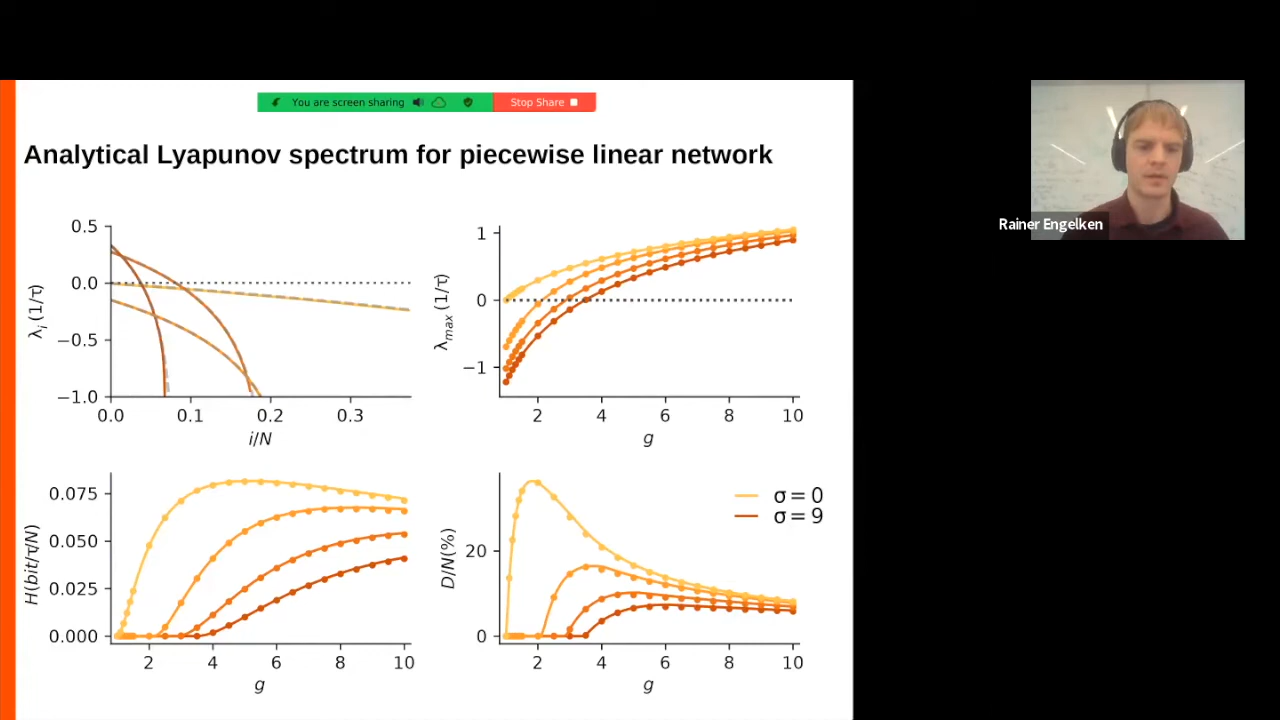 You are screen sharing
Stop Share
Analytical Lyapunov spectrum for piecewise linear network
Rainer Engelken
0.5
0.0
−0.5
−1.0
λi (1/τ)
0.0 0.1 0.2 0.3
i/N
1
0
−1
λmax (1/τ)
2 4 6 8 10
g
0.075
0.050
0.025
0.000
H(bit/τ/N)
2 4 6 8 10
g
20
0
D/N(%)
2 4 6 8 10
g
σ = 0
σ = 9